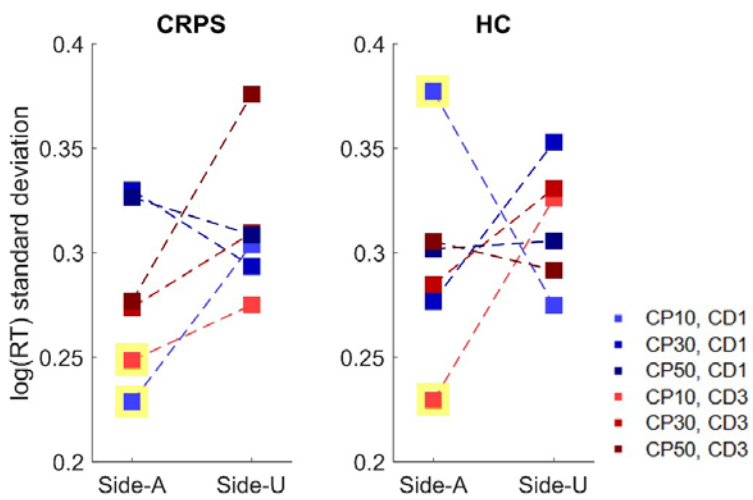 CRPS
HC
log(RT) standard deviation
0.4
0.35
0.3
0.25
0.2
Side-A
Side-U
0.4
0.35
0.3
0.25
0.2
Side-A
Side-U
CP10, CD1
CP30, CD1
CP50, CD1
CP10, CD3
CP30, CD3
CP50, CD3